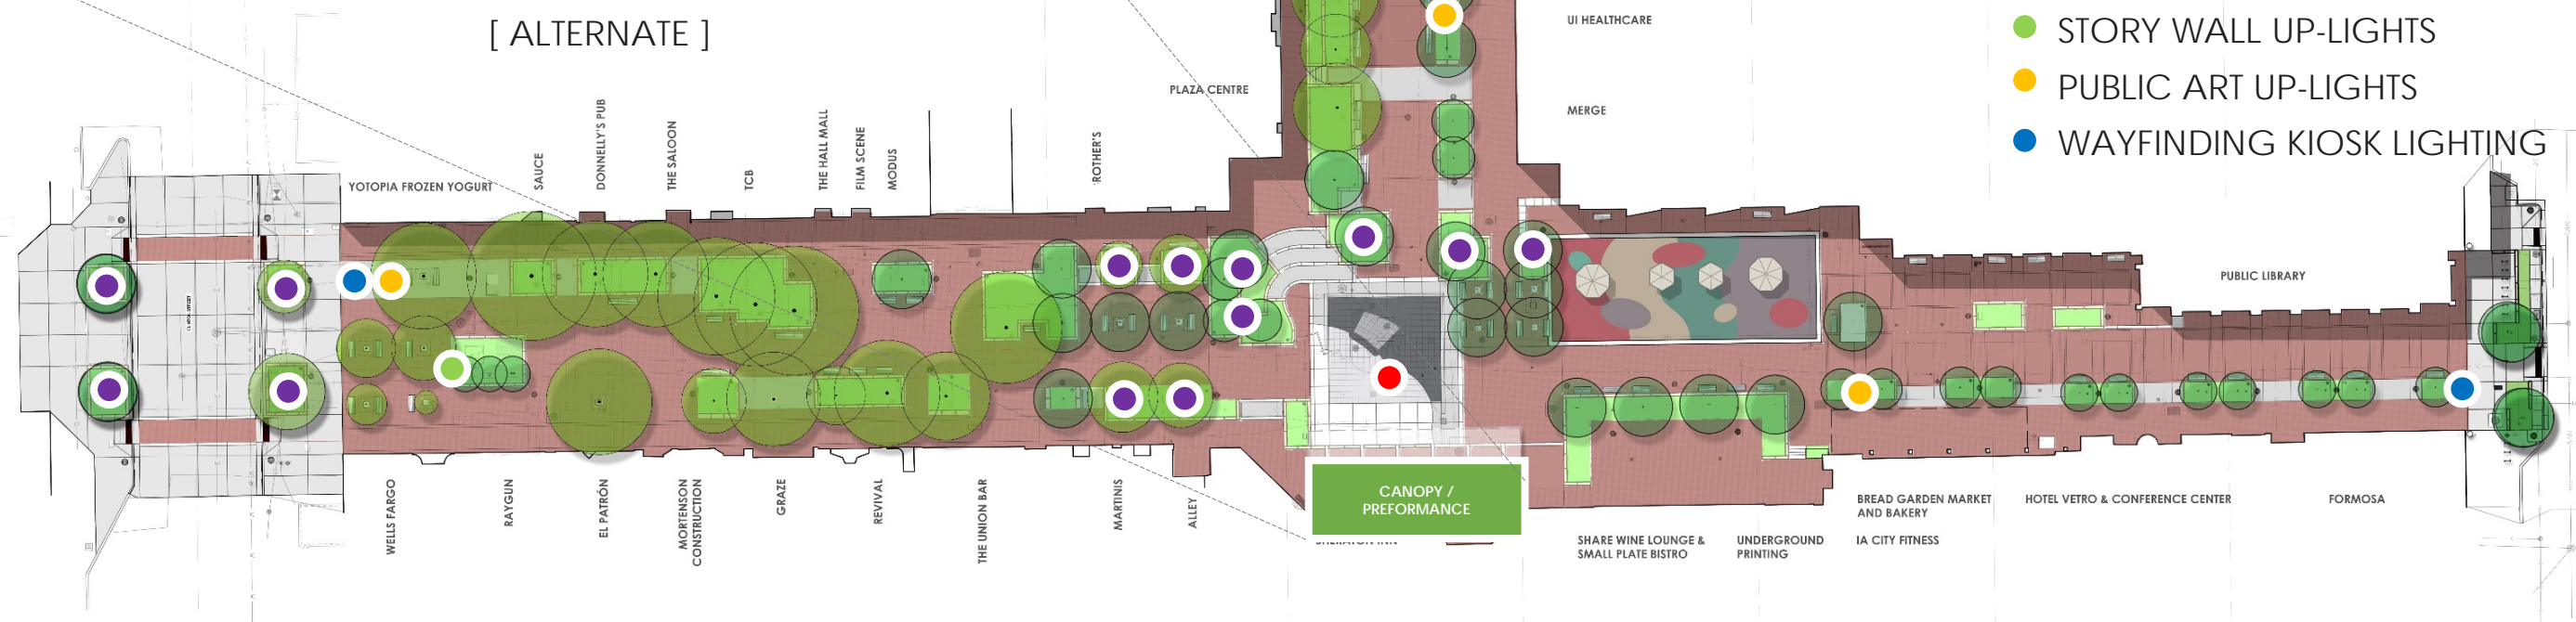 [ ALTERNATE ]
STORY WALL UP-LIGHTS
PUBLIC ART UP-LIGHTS
WAYFINDING KIOSK LIGHTING
UI HEALTHCARE
PLAZA CENTRE
MERGE
YOTOPIA FROZEN YOGURT
SAUCE
DONNELLY'S PUB
THE SALOON
TCB
THE HALL MALL
FILM SCENE
MODUS
ROTHER'S
PUBLIC LIBRARY
WELLS FARGO
RAYGUN
EL PATRÓN
MORTENSON
CONSTRUCTION
GRAZE
REVIVAL
THE UNION BAR
MARTINIS
ALLEY
CANOPY /
PREFORMANCE
SHARE WINE LOUNGE &
SMALL PLATE BISTRO
UNDERGROUND
PRINTING
BREAD GARDEN MARKET
AND BAKERY
IA CITY FITNESS
HOTEL VETRO & CONFERENCE CENTER
FORMOSA